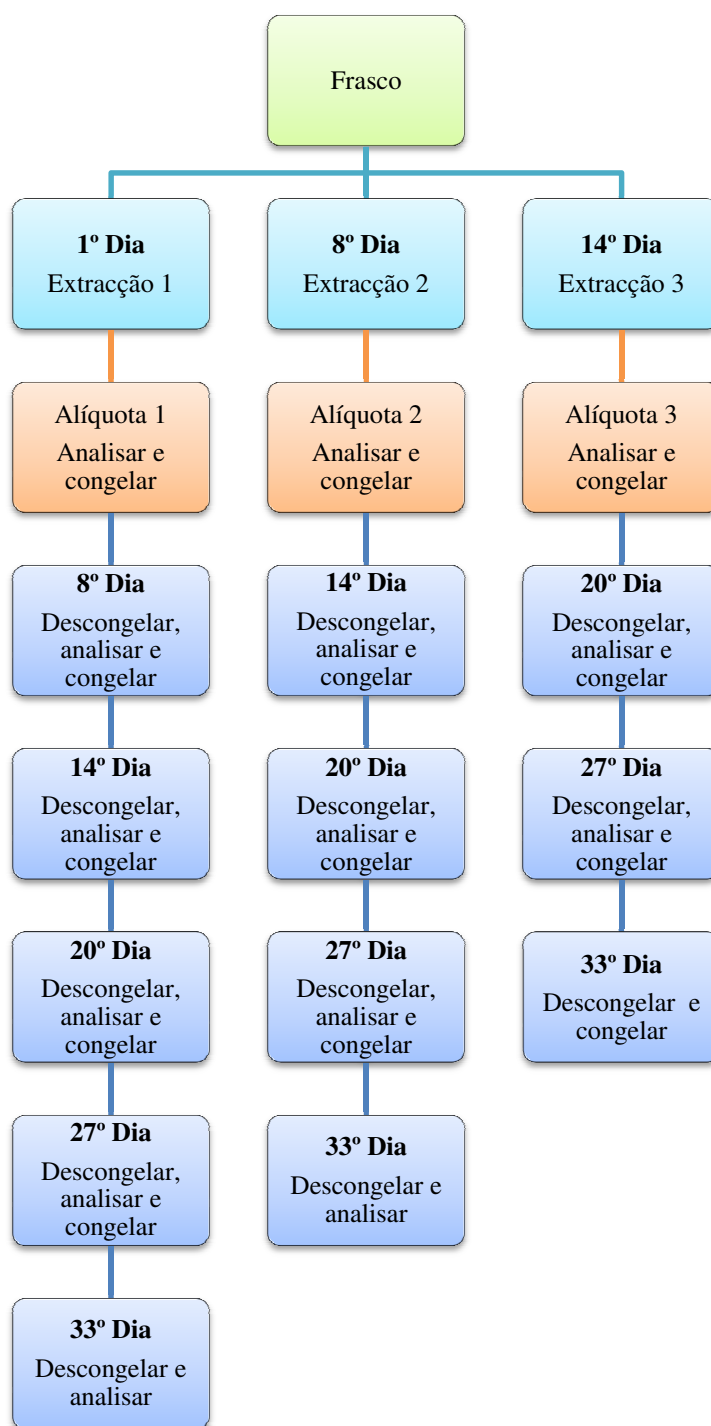 Frasco
1º Dia
Extracção 1
8º Dia
Extracção 2
14º Dia
Extracção 3
Alíquota 1
Analisar e
congelar
Alíquota 2
Analisar e
congelar
Alíquota 3
Analisar e
congelar
8º Dia
Descongelar,
analisar e
congelar
14º Dia
Descongelar,
analisar e
congelar
20º Dia
Descongelar,
analisar e
congelar
14º Dia
Descongelar,
analisar e
congelar
20º Dia
Descongelar,
analisar e
congelar
27º Dia
Descongelar,
analisar e
congelar
20º Dia
Descongelar,
analisar e
congelar
27º Dia
Descongelar,
analisar e
congelar
33º Dia
Descongelar e
congelar
27º Dia
Descongelar,
analisar e
congelar
33º Dia
Descongelar e
analisar
33º Dia
Descongelar e
analisar